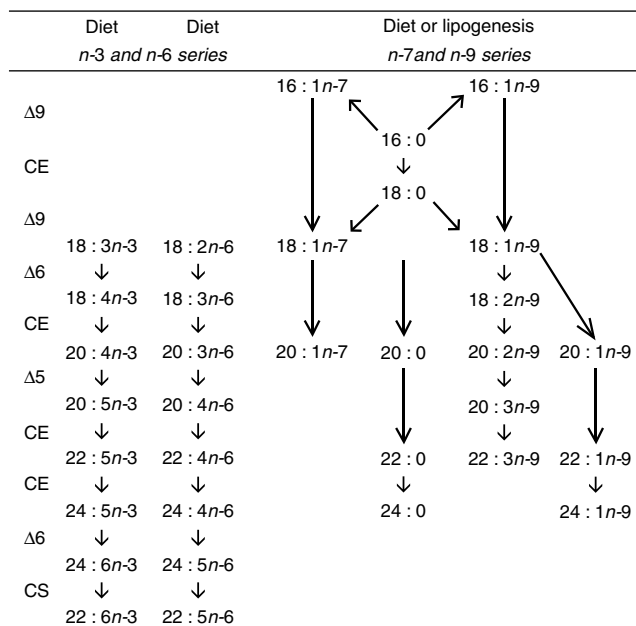 Diet Diet Diet or lipogenesis
n-3 and n-6 series n-7and n-9 series
16 : 1n-7 16 : 1n-9
Δ9
16 : 0
CE
18 : 0
Δ9
18 : 3n-3 18 : 2n-6 18 : 1n-7 18 : 1n-9
Δ6
18 : 4n-3 18 : 3n-6 18 : 2n-9
CE
20 : 4n-3 20 : 3n-6 20 : 1n-7 20 : 0 20 : 2n-9 20 : 1n-9
Δ5
20 : 5n-3 20 : 4n-6 20 : 3n-9
CE
22 : 5n-3 22 : 4n-6 22 : 0 22 : 3n-9 22 : 1n-9
CE
24 : 5n-3 24 : 4n-6 24 : 0 24 : 1n-9
Δ6
24 : 6n-3 24 : 5n-6
CS
22 : 6n-3 22 : 5n-6